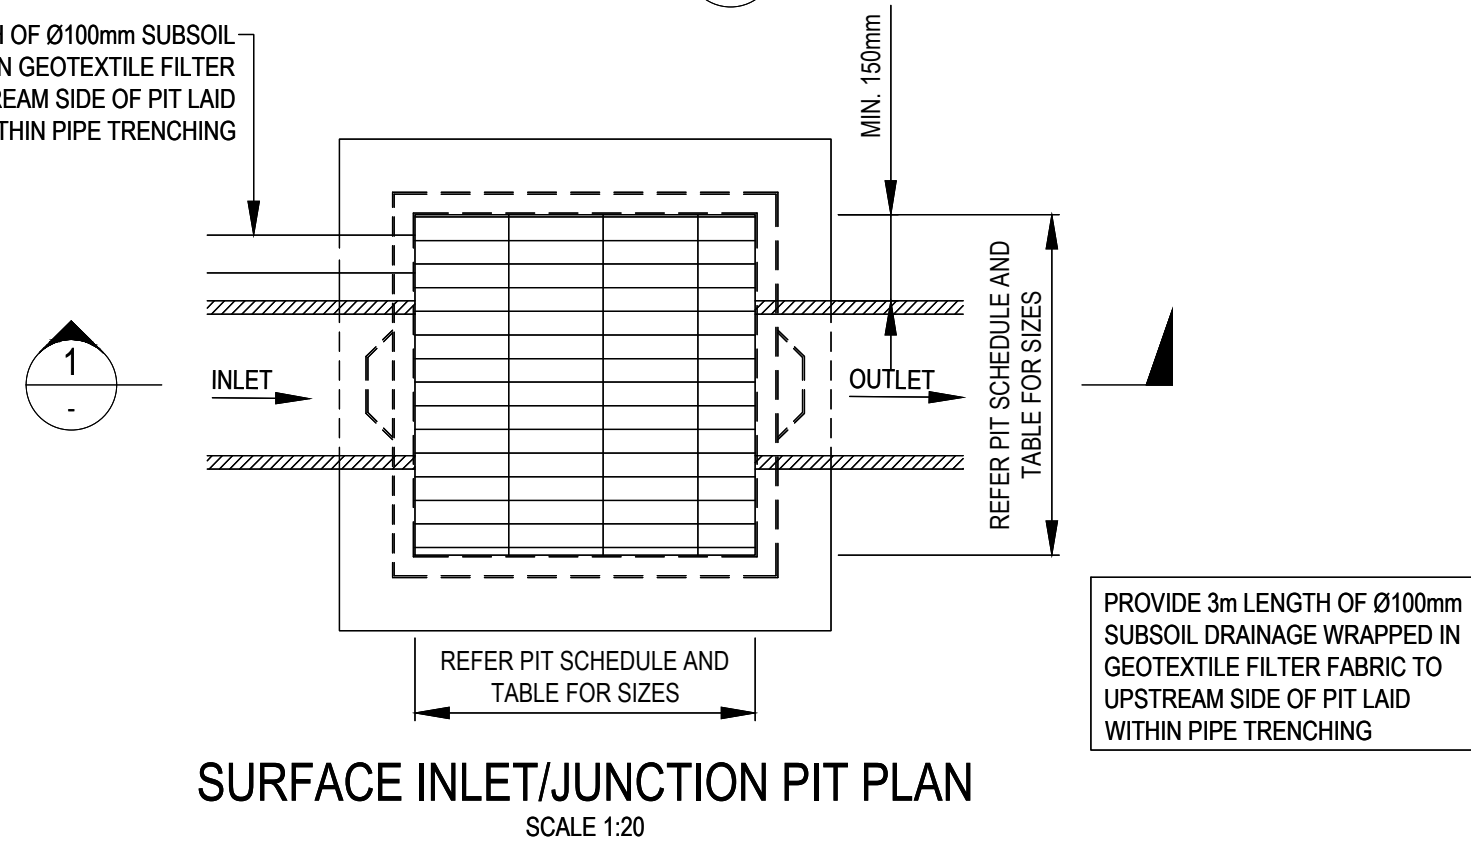 H OF Ø100mm SUBSOIL
N GEOTEXTILE FILTER
REAM SIDE OF PIT LAID
THIN PIPE TRENCHING
MIN. 150mm
1
-
INLET
OUTLET
REFER PIT SCHEDULE AND
TABLE FOR SIZES
REFER PIT SCHEDULE AND
TABLE FOR SIZES
PROVIDE 3m LENGTH OF Ø100mm
SUBSOIL DRAINAGE WRAPPED IN
GEOTEXTILE FILTER FABRIC TO
UPSTREAM SIDE OF PIT LAID
WITHIN PIPE TRENCHING
SURFACE INLET/JUNCTION PIT PLAN
SCALE 1:20